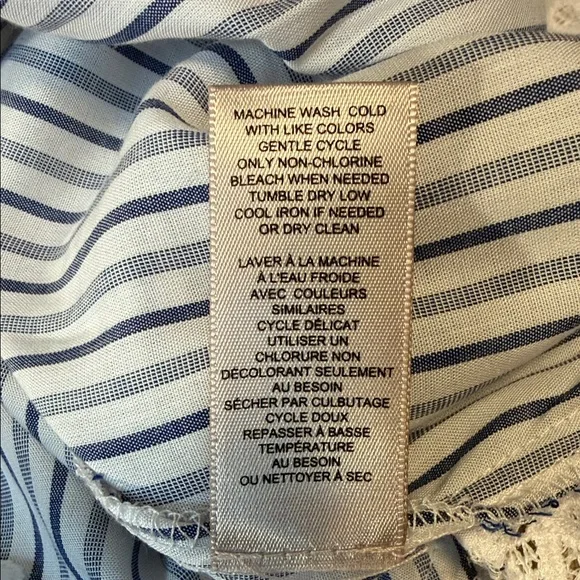 MACHINE WASH COLD
WITH LIKE COLORS
GENTLE CYCLE
ONLY NON-CHLORINE
BLEACH WHEN NEEDED
TUMBLE DRY LOW
COOL IRON IF NEEDED
OR DRY CLEAN
LAVER À LA MACHINE
À L'EAU FROIDE
AVEC COULEURS
SIMILAIRES
CYCLE DÉLICAT
UTILISER UN
CHLORURE NON
DÉCOLORANT SEULEMENT
AU BESOIN
SÉCHER PAR CULBUTAGE
CYCLE DOUX
REPASSER À BASSE
TEMPÉRATURE
AU BESOIN
OU NETTOYER À SEC